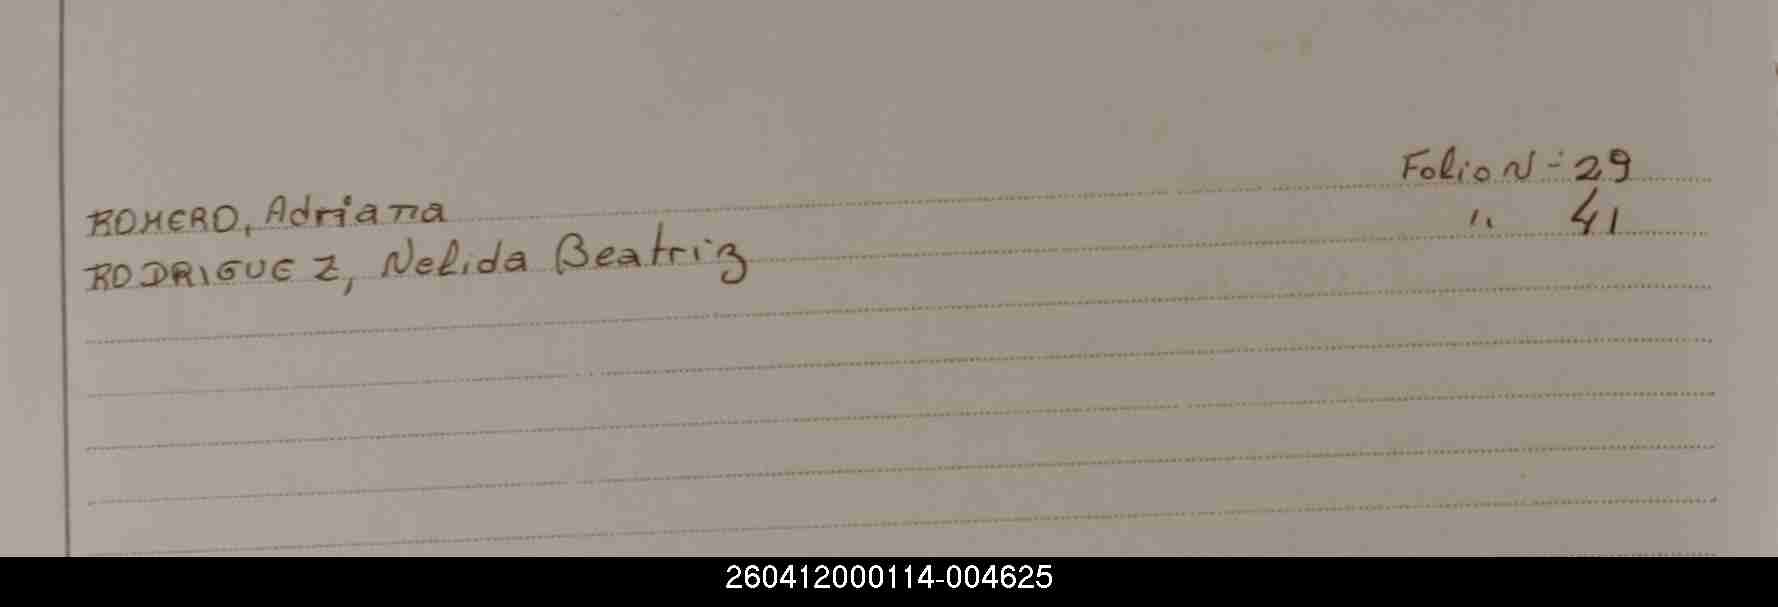 ROMERO, Adriana Folio N- 29
RODRIGUEZ, Nelida Beatriz " 41
260412000114-004625